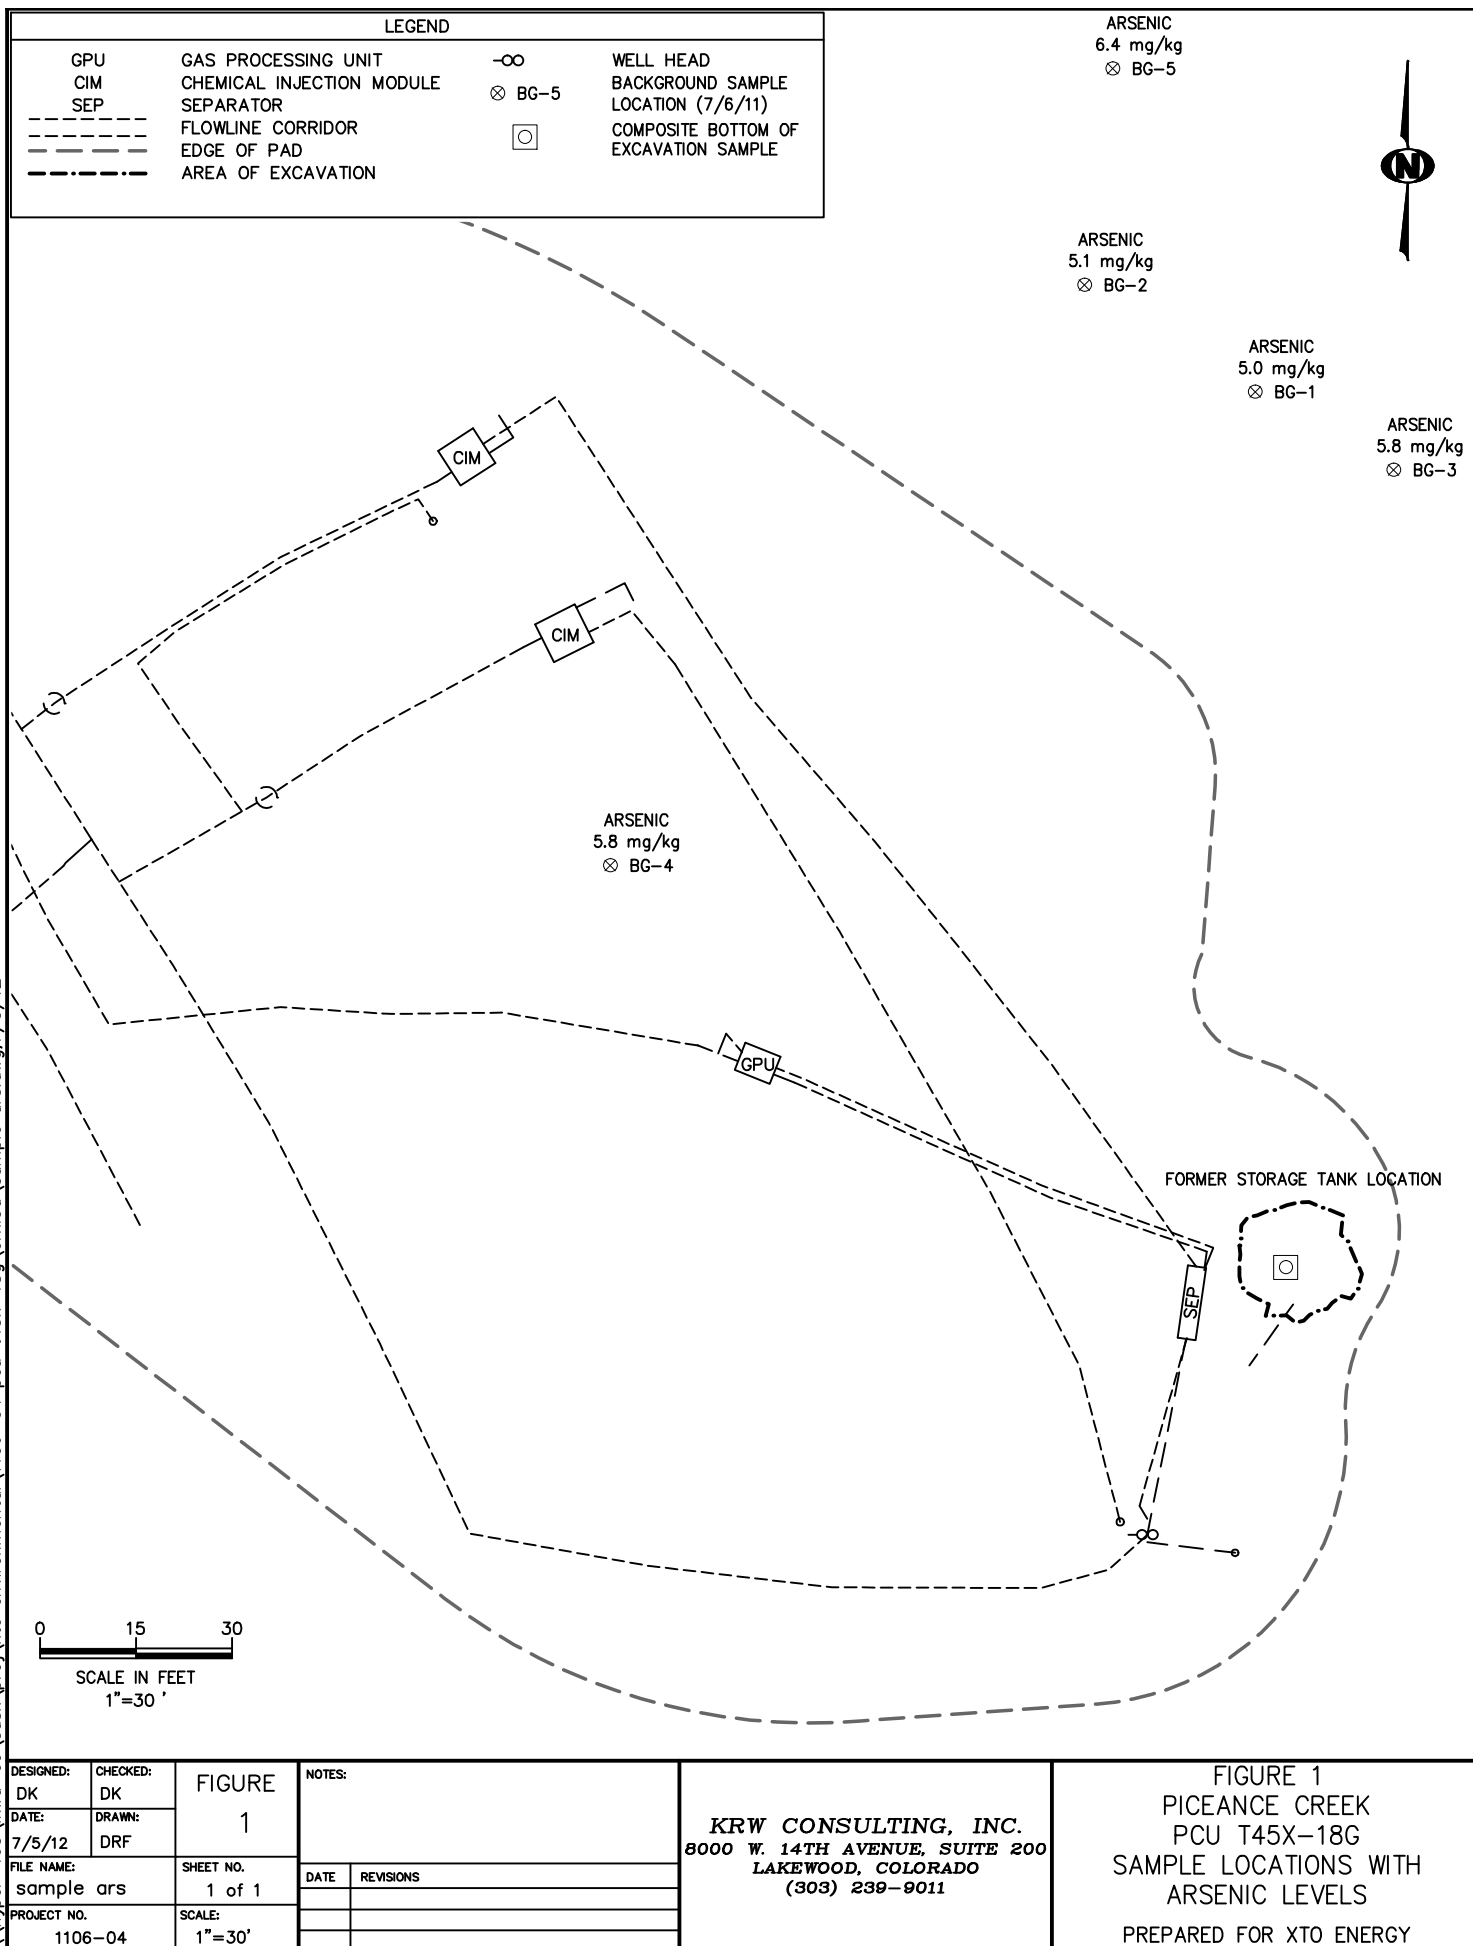 LEGEND
GPU GAS PROCESSING UNIT
CIM CHEMICAL INJECTION MODULE
SEP SEPARATOR
FLOWLINE CORRIDOR
EDGE OF PAD
AREA OF EXCAVATION
WELL HEAD
BG-5 BACKGROUND SAMPLE
LOCATION (7/6/11)
COMPOSITE BOTTOM OF
EXCAVATION SAMPLE
ARSENIC
6.4 mg/kg
BG-5
N
ARSENIC
5.1 mg/kg
BG-2
ARSENIC
5.0 mg/kg
BG-1
ARSENIC
5.8 mg/kg
BG-3
CIM
CIM
ARSENIC
5.8 mg/kg
BG-4
GPU
FORMER STORAGE TANK LOCATION
SEP
0 15 30
SCALE IN FEET
1"=30 '
DESIGNED:
DK
CHECKED:
DK
DATE:
7/5/12
DRAWN:
DRF
FIGURE
1
FILE NAME:
sample ars
SHEET NO.
1 of 1
PROJECT NO.
1106-04
SCALE:
1"=30'
NOTES:
DATE REVISIONS
KRW CONSULTING, INC.
8000 W. 14TH AVENUE, SUITE 200
LAKEWOOD, COLORADO
(303) 239-9011
FIGURE 1
PICEANCE CREEK
PCU T45X-18G
SAMPLE LOCATIONS WITH
ARSENIC LEVELS
PREPARED FOR XTO ENERGY